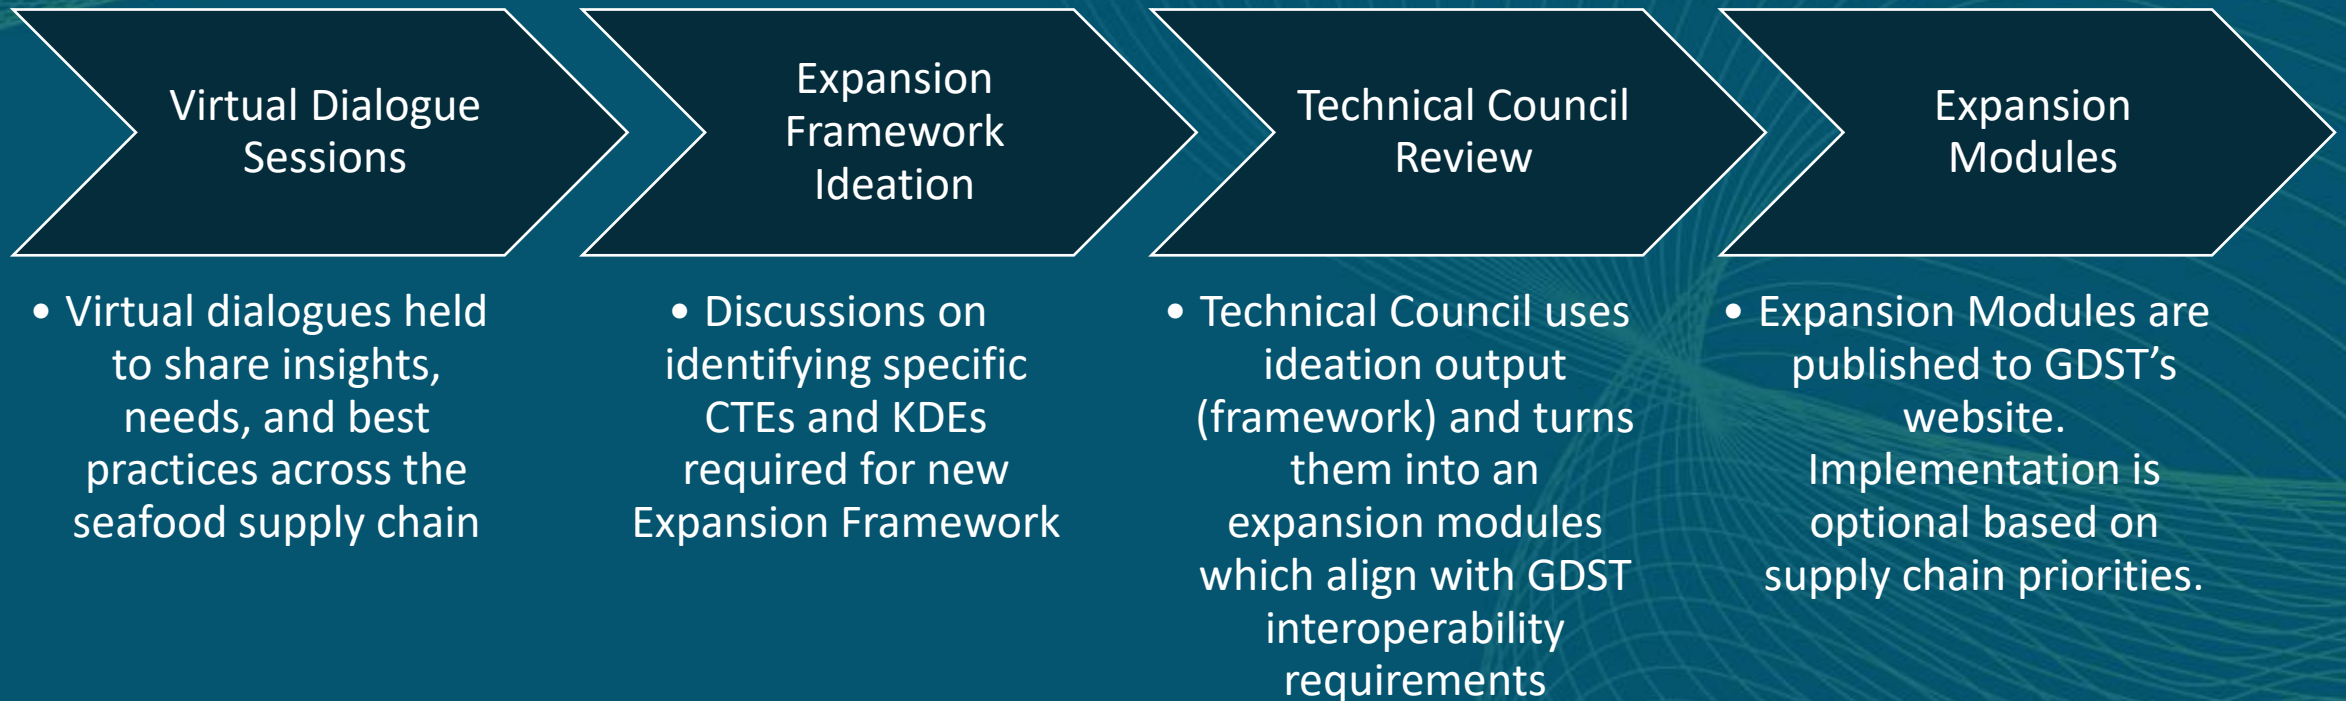 Virtual Dialogue
Sessions
Expansion
Framework
Ideation
Technical Council
Review
Expansion
Modules
• Virtual dialogues held
to share insights,
needs, and best
practices across the
seafood supply chain
• Discussions on
identifying specific
CTEs and KDEs
required for new
Expansion Framework
• Technical Council uses
ideation output
(framework) and turns
them into an
expansion modules
which align with GDST
interoperability
requirements
• Expansion Modules are
published to GDST’s
website.
Implementation is
optional based on
supply chain priorities.